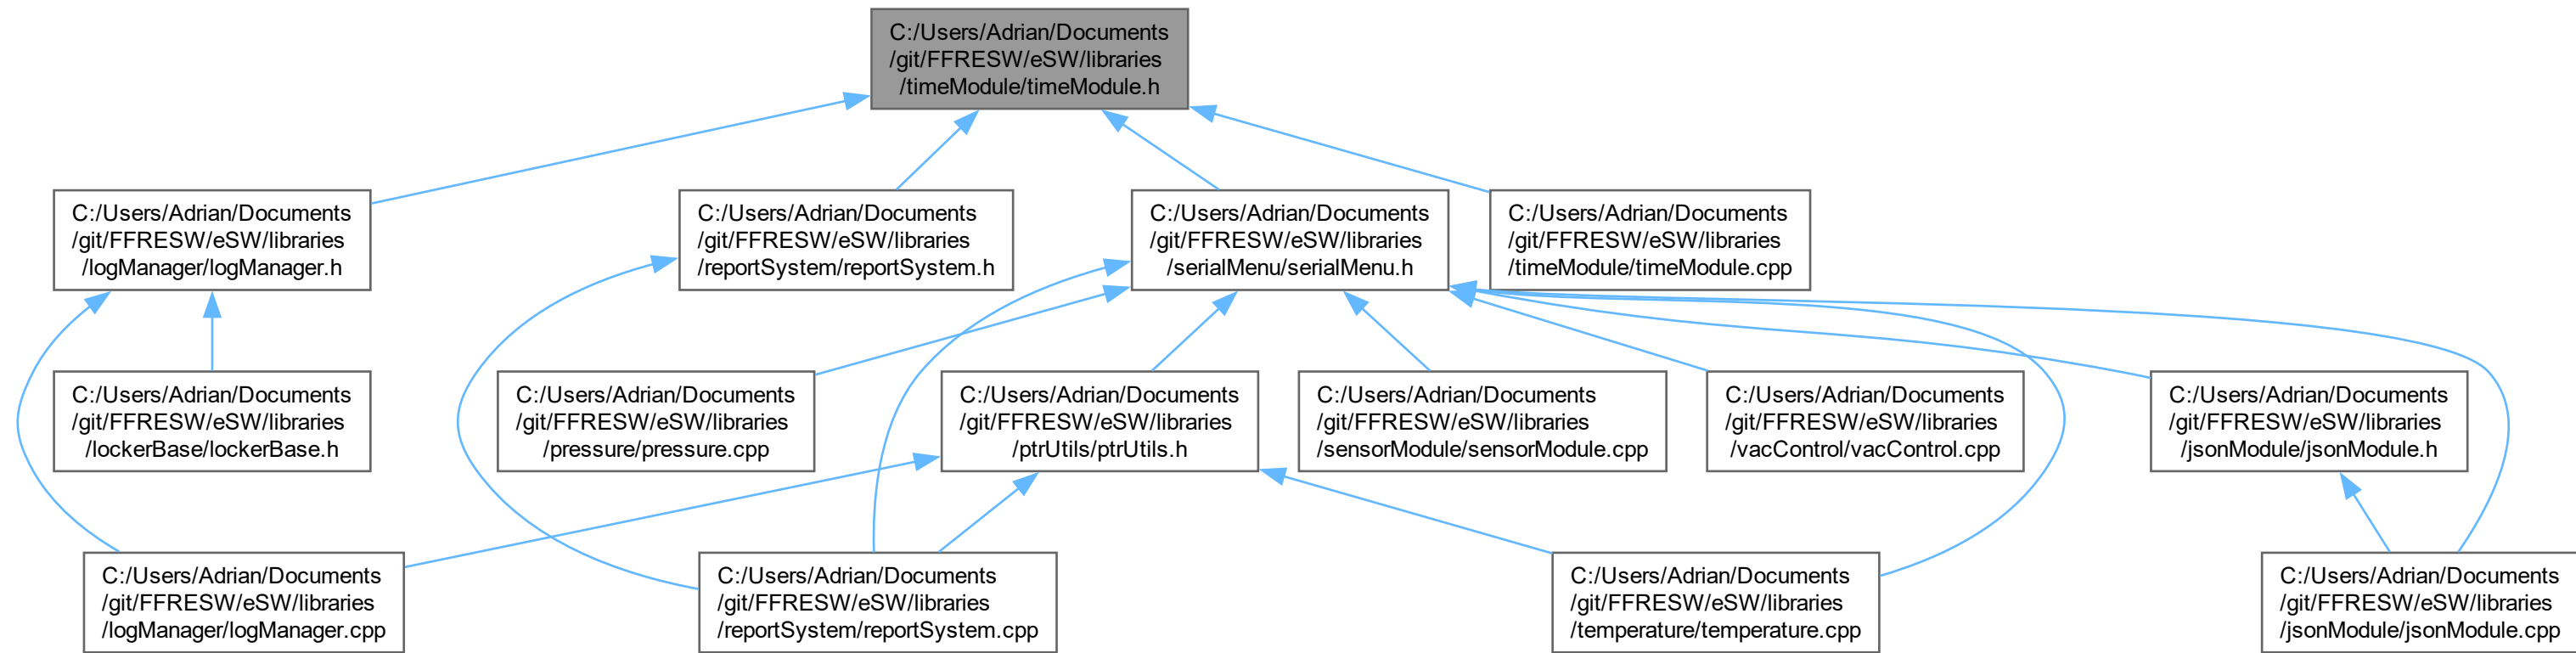 C:/Users/Adrian/Documents
/git/FFRESW/eSW/libraries
/timeModule/timeModule.h
C:/Users/Adrian/Documents
/git/FFRESW/eSW/libraries
/logManager/logManager.h
C:/Users/Adrian/Documents
/git/FFRESW/eSW/libraries
/reportSystem/reportSystem.h
C:/Users/Adrian/Documents
/git/FFRESW/eSW/libraries
/serialMenu/serialMenu.h
C:/Users/Adrian/Documents
/git/FFRESW/eSW/libraries
/timeModule/timeModule.cpp
C:/Users/Adrian/Documents
/git/FFRESW/eSW/libraries
/lockerBase/lockerBase.h
C:/Users/Adrian/Documents
/git/FFRESW/eSW/libraries
/pressure/pressure.cpp
C:/Users/Adrian/Documents
/git/FFRESW/eSW/libraries
/ptrUtils/ptrUtils.h
C:/Users/Adrian/Documents
/git/FFRESW/eSW/libraries
/sensorModule/sensorModule.cpp
C:/Users/Adrian/Documents
/git/FFRESW/eSW/libraries
/vacControl/vacControl.cpp
C:/Users/Adrian/Documents
/git/FFRESW/eSW/libraries
/jsonModule/jsonModule.h
C:/Users/Adrian/Documents
/git/FFRESW/eSW/libraries
/logManager/logManager.cpp
C:/Users/Adrian/Documents
/git/FFRESW/eSW/libraries
/reportSystem/reportSystem.cpp
C:/Users/Adrian/Documents
/git/FFRESW/eSW/libraries
/temperature/temperature.cpp
C:/Users/Adrian/Documents
/git/FFRESW/eSW/libraries
/jsonModule/jsonModule.cpp